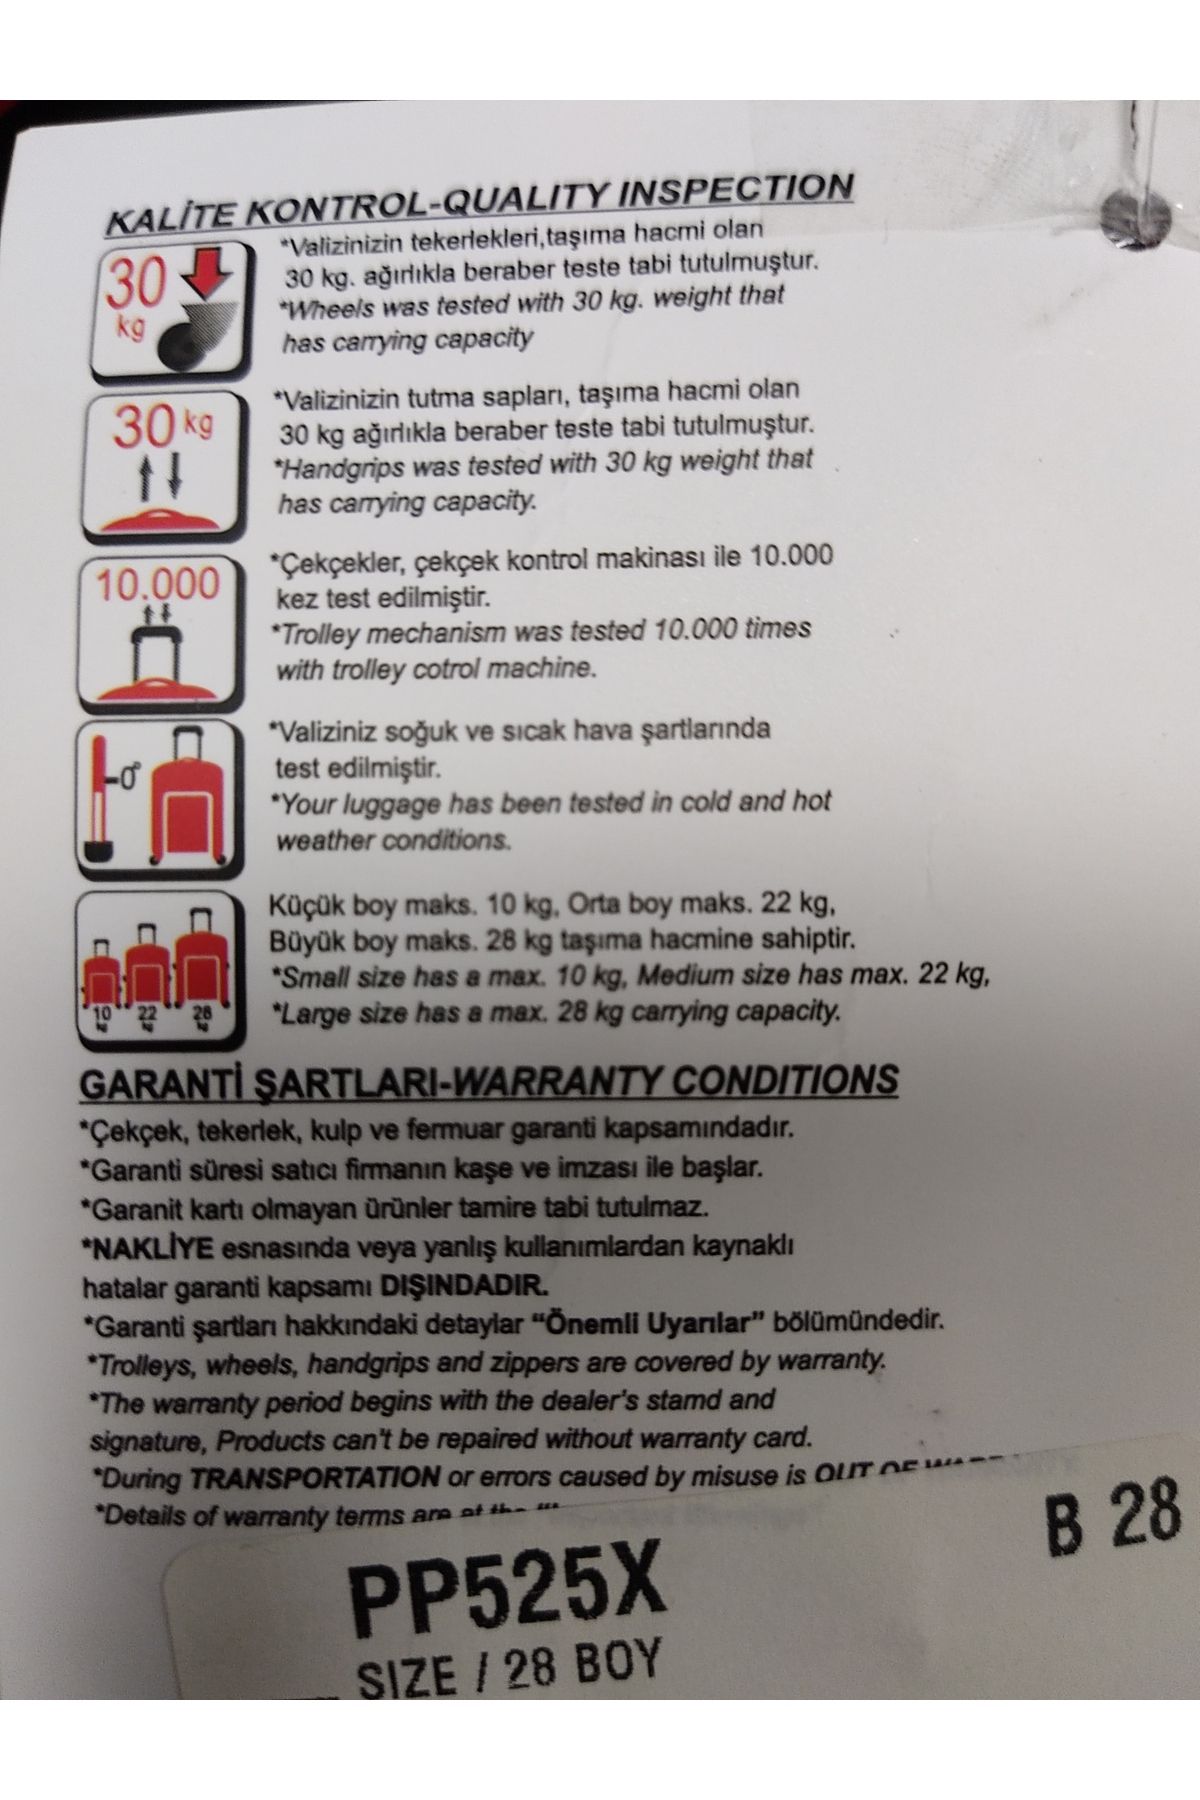 KALİTE KONTROL-QUALITY INSPECTION
30 kg
*Valizinizin tekerlekleri,taşıma hacmi olan
30 kg. ağırlıkla beraber teste tabi tutulmuştur.
*Wheels was tested with 30 kg. weight that
has carrying capacity
30 kg
*Valizinizin tutma sapları, taşıma hacmi olan
30 kg ağırlıkla beraber teste tabi tutulmuştur.
*Handgrips was tested with 30 kg weight that
has carrying capacity.
10.000
*Çekçekler, çekçek kontrol makinası ile 10.000
kez test edilmiştir.
*Trolley mechanism was tested 10.000 times
with trolley cotrol machine.
-0°
*Valiziniz soğuk ve sıcak hava şartlarında
test edilmiştir.
*Your luggage has been tested in cold and hot
weather conditions.
10 kg 22 kg 28 kg
Küçük boy maks. 10 kg, Orta boy maks. 22 kg,
Büyük boy maks. 28 kg taşıma hacmine sahiptir.
*Small size has a max. 10 kg, Medium size has max. 22 kg,
*Large size has a max. 28 kg carrying capacity.
GARANTİ ŞARTLARI-WARRANTY CONDITIONS
*Çekçek, tekerlek, kulp ve fermuar garanti kapsamındadır.
*Garanti süresi satıcı firmanın kaşe ve imzası ile başlar.
*Garanit kartı olmayan ürünler tamire tabi tutulmaz.
*NAKLİYE esnasında veya yanlış kullanımlardan kaynaklı
hatalar garanti kapsamı DIŞINDADIR.
*Garanti şartları hakkındaki detaylar “Önemli Uyarılar” bölümündedir.
*Trolleys, wheels, handgrips and zippers are covered by warranty.
*The warranty period begins with the dealer's stamd and
signature, Products can't be repaired without warranty card.
*During TRANSPORTATION or errors caused by misuse is OUT OF
*Details of warranty terms are at the
B 28
PP525X
SIZE / 28 BOY